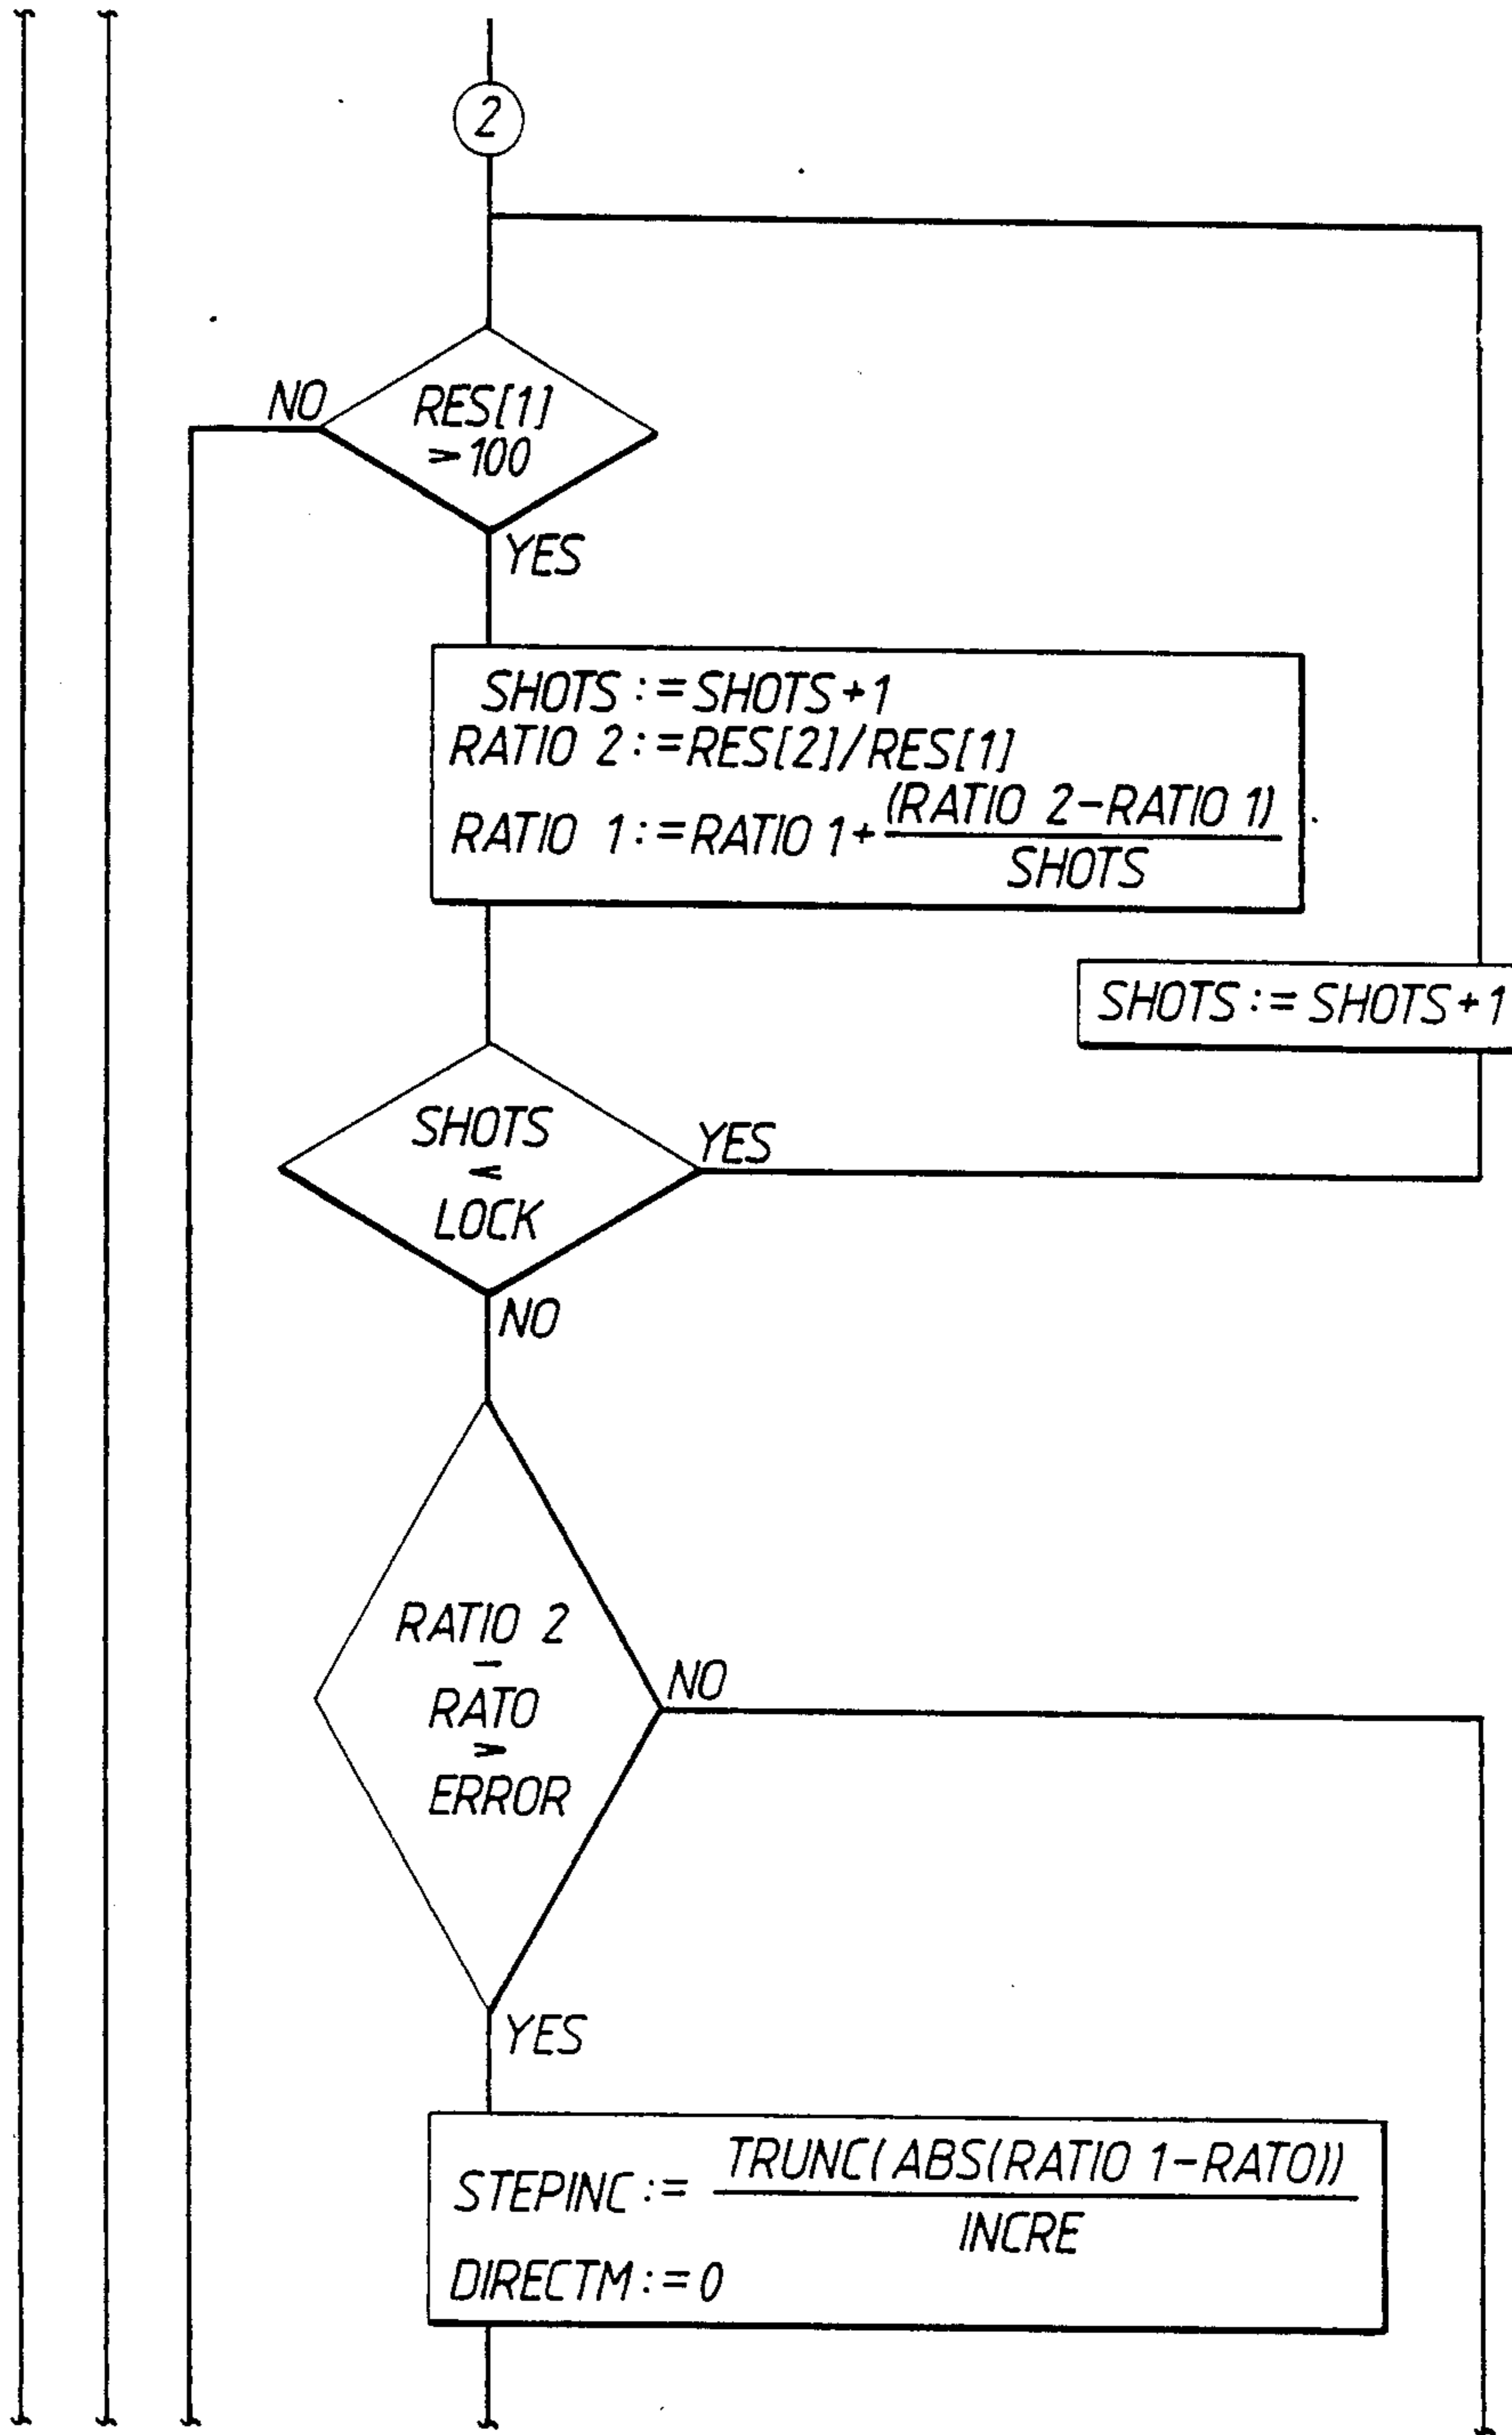 2
NO
RES[1]
>100
YES
SHOTS:=SHOTS+1
RATIO 2:=RES[2]/RES[1]
RATIO 1:=RATIO 1+(RATIO 2-RATIO 1)
SHOTS
SHOTS:=SHOTS+1
SHOTS
<
LOCK
YES
NO
RATIO 2
-
RATO
>
ERROR
NO
YES
STEPINC:= TRUNC(ABS(RATIO 1-RATO))
INCRE
DIRECTM:=0